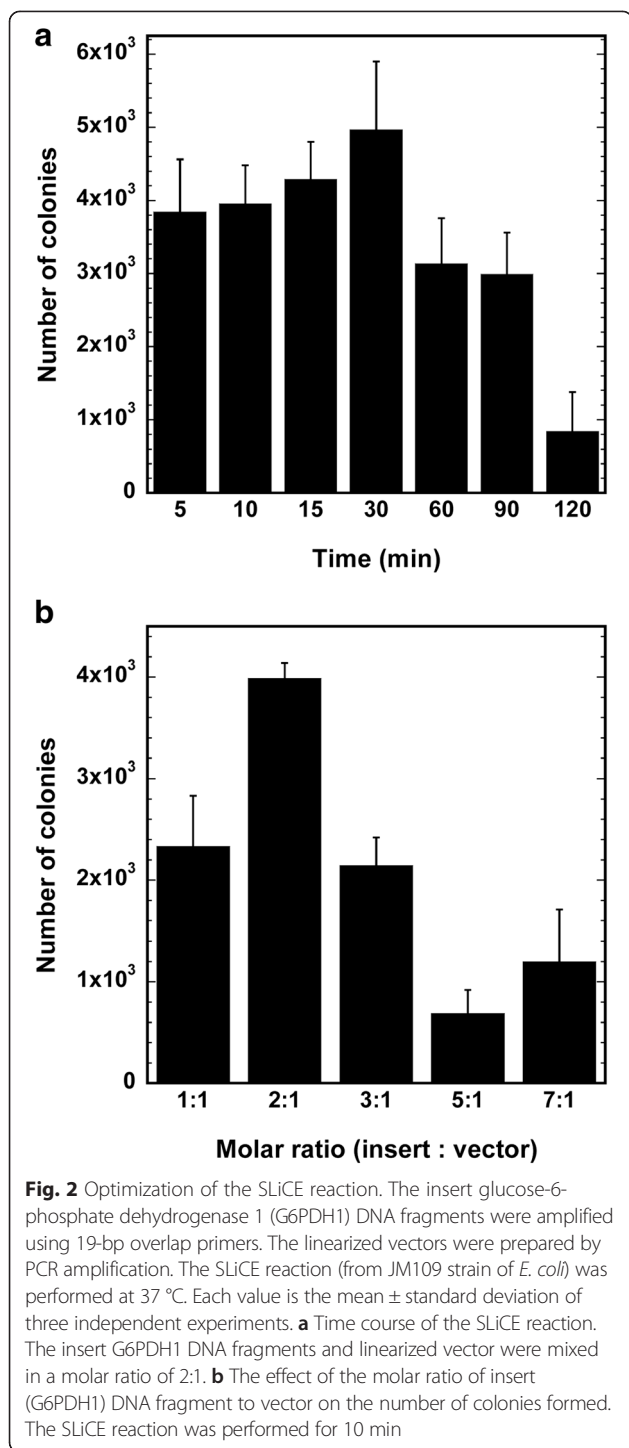 a
6x10³
5x10³
4x10³
3x10³
2x10³
1x10³
0
Number of colonies
5 10 15 30 60 90 120
Time (min)
b
4x10³
3x10³
2x10³
1x10³
0
Number of colonies
1:1 2:1 3:1 5:1 7:1
Molar ratio (insert : vector)
Fig. 2 Optimization of the SLiCE reaction. The insert glucose-6-
phosphate dehydrogenase 1 (G6PDH1) DNA fragments were amplified
using 19-bp overlap primers. The linearized vectors were prepared by
PCR amplification. The SLiCE reaction (from JM109 strain of E. coli) was
performed at 37 °C. Each value is the mean ± standard deviation of
three independent experiments. a Time course of the SLiCE reaction.
The insert G6PDH1 DNA fragments and linearized vector were mixed
in a molar ratio of 2:1. b The effect of the molar ratio of insert
(G6PDH1) DNA fragment to vector on the number of colonies formed.
The SLiCE reaction was performed for 10 min